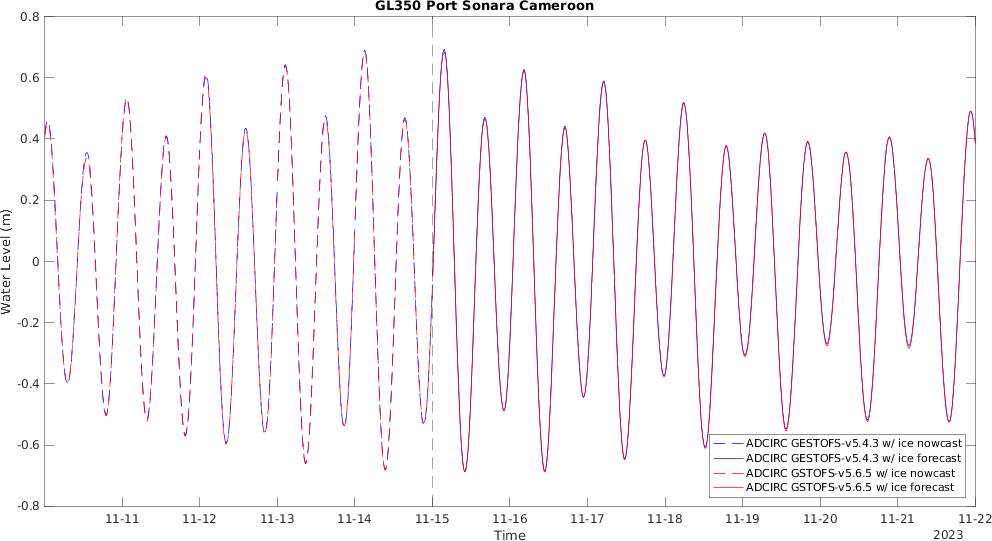 GL350 Port Sonara Cameroon
0.8
0.6
0.4
0.2
0
-0.2
-0.4
-0.6
-0.8
Water Level (m)
ADCIRC GESTOFS-v5.4.3 w/ ice nowcast
ADCIRC GESTOFS-v5.4.3 w/ ice forecast
ADCIRC GSTOFS-v5.6.5 w/ ice nowcast
ADCIRC GSTOFS-v5.6.5 w/ ice forecast
11-11 11-12 11-13 11-14 11-15 11-16 11-17 11-18 11-19 11-20 11-21 11-22
Time
2023